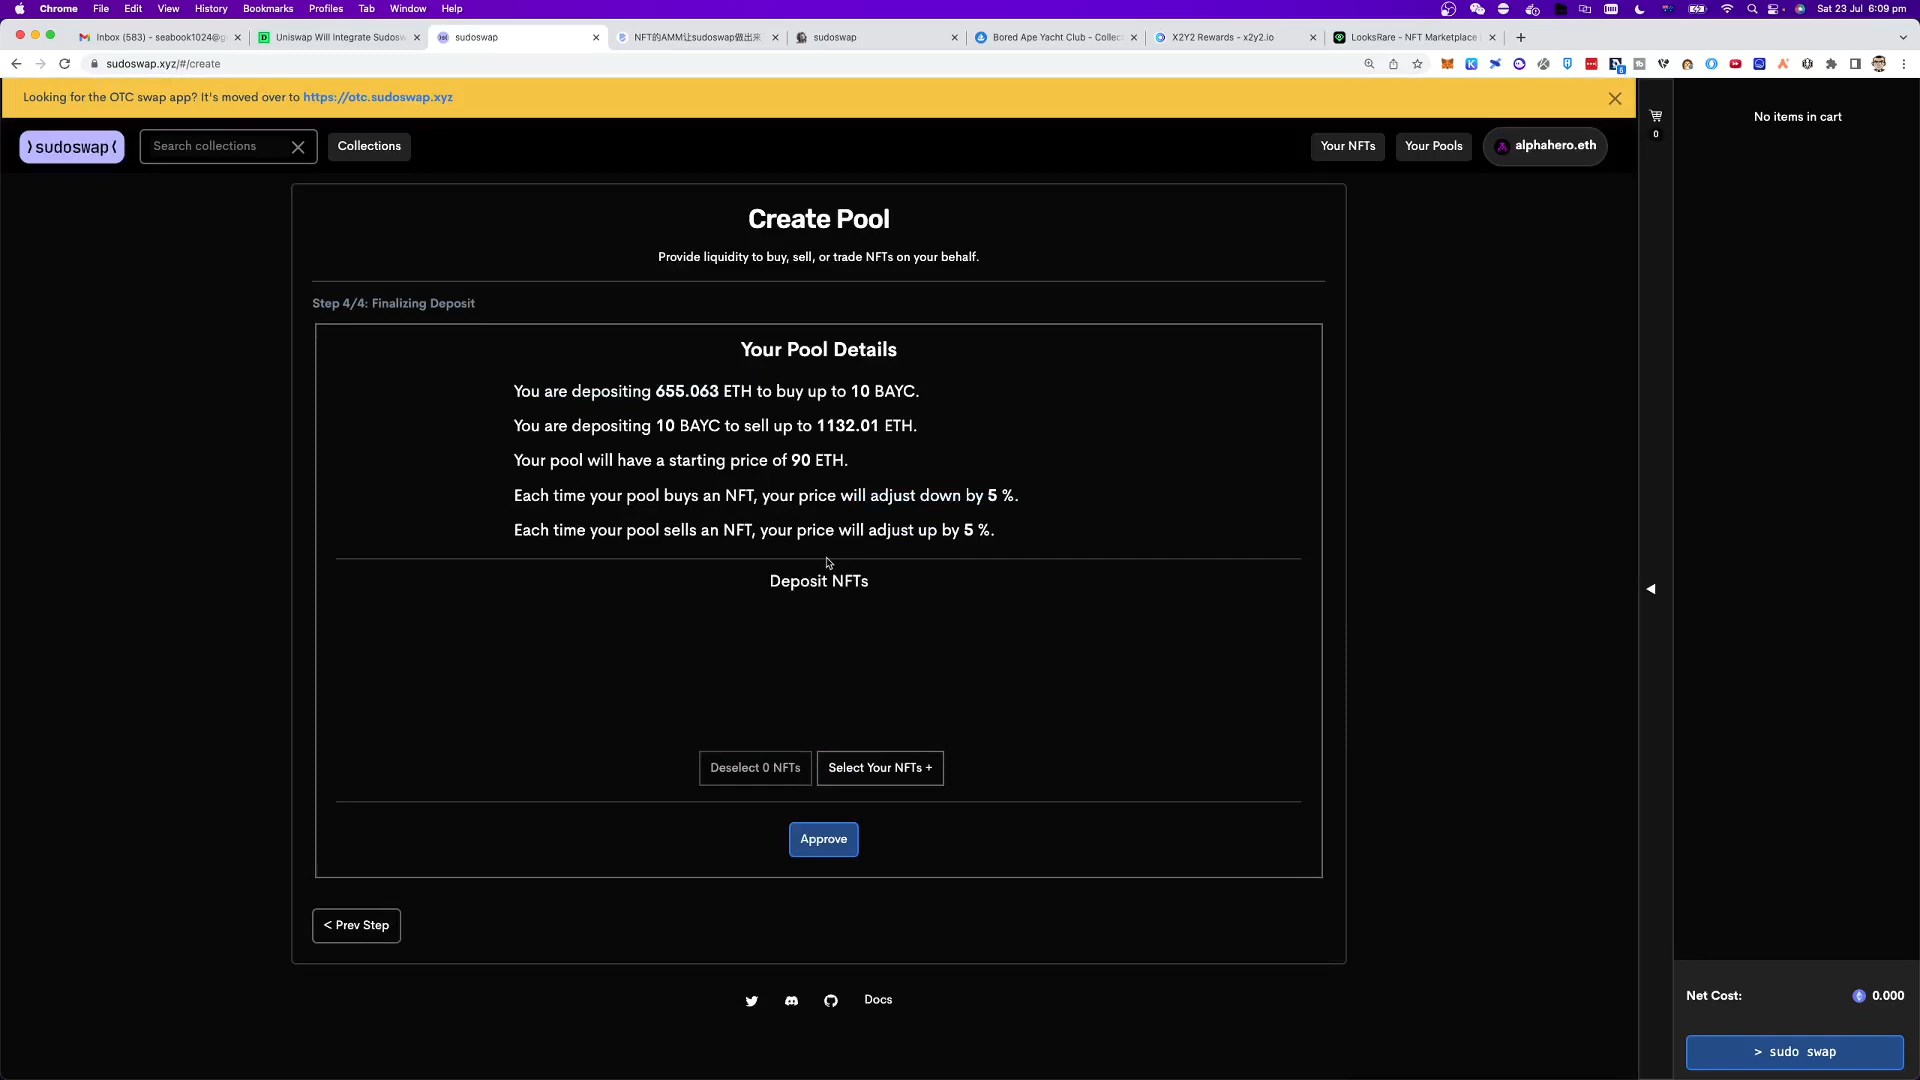 Chrome File Edit View History Bookmarks Profiles Tab Window Help
Sat 23 Jul 6:09 pm
Inbox (583) - seabook1024@g
Uniswap Will Integrate Sudosw
sudoswap
NFT的AMM让sudoswap做出来
sudoswap
Bored Ape Yacht Club - Collect
X2Y2 Rewards - x2y2.io
LooksRare - NFT Marketplace
sudoswap.xyz/#/create
Looking for the OTC swap app? It's moved over to https://otc.sudoswap.xyz
No items in cart
0
sudoswap
Search collections
Collections
Your NFTs
Your Pools
alphahero.eth
Create Pool
Provide liquidity to buy, sell, or trade NFTs on your behalf.
Step 4/4: Finalizing Deposit
Your Pool Details
You are depositing 655.063 ETH to buy up to 10 BAYC.
You are depositing 10 BAYC to sell up to 1132.01 ETH.
Your pool will have a starting price of 90 ETH.
Each time your pool buys an NFT, your price will adjust down by 5 %.
Each time your pool sells an NFT, your price will adjust up by 5 %.
Deposit NFTs
Deselect 0 NFTs
Select Your NFTs +
Approve
< Prev Step
Docs
Net Cost:
0.000
> sudo swap